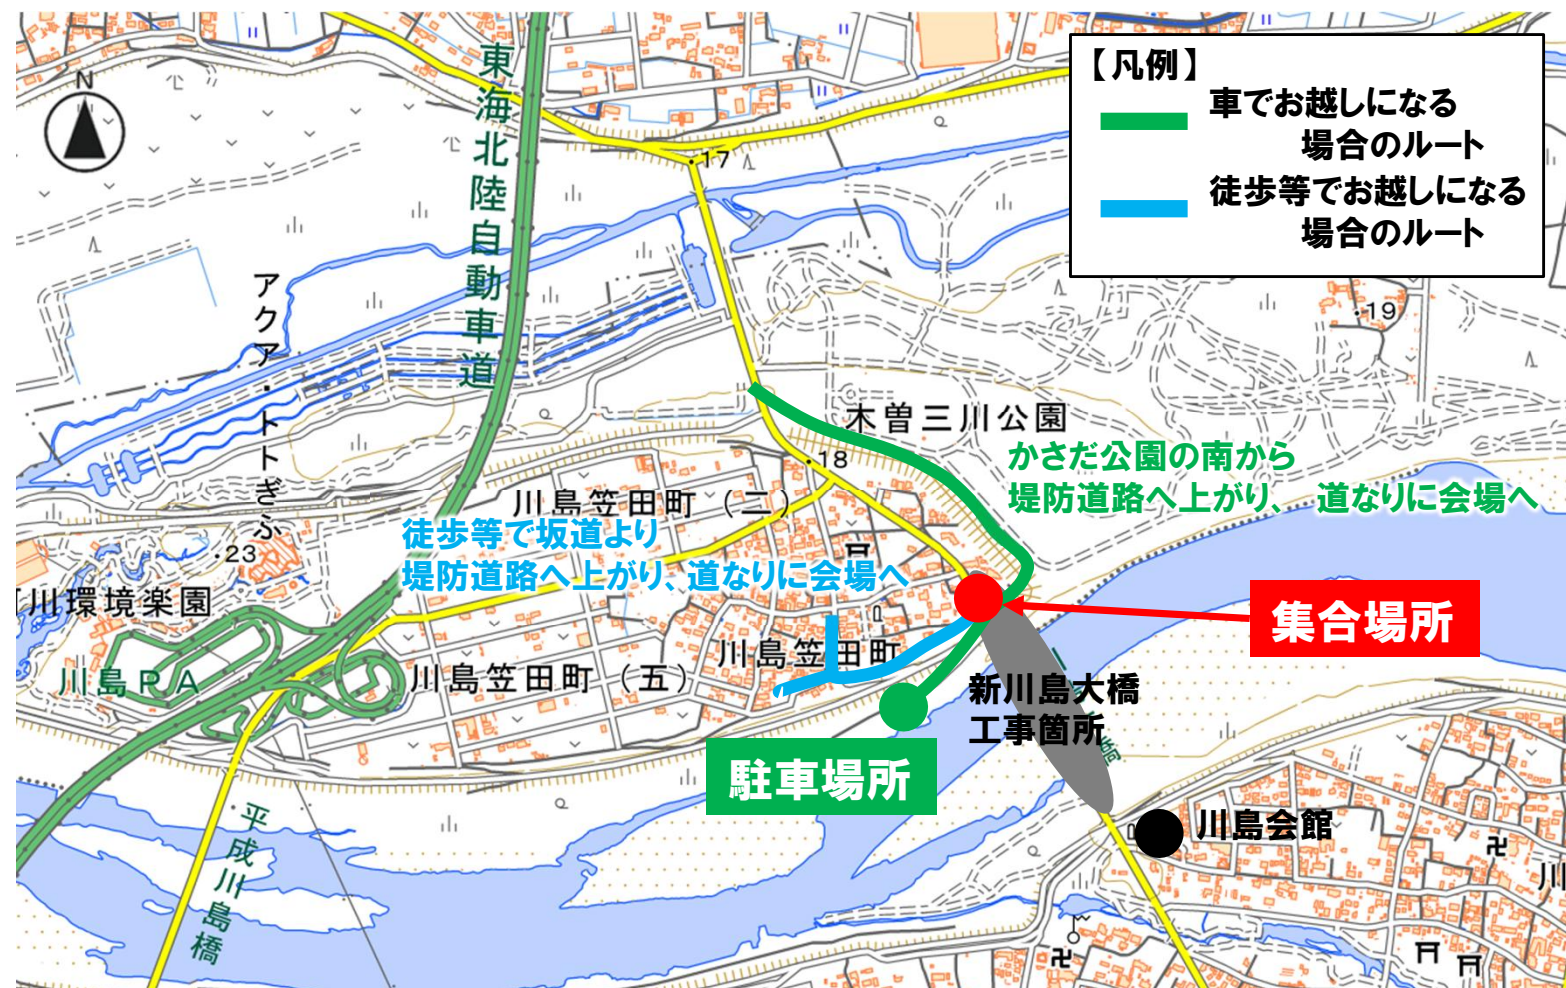 【凡例】
車でお越しになる
場合のルート
徒歩等でお越しになる
場合のルート
N
東海北陸自動車道
17
19
アクア・トトぎふ
木曽三川公園
18
かさだ公園の南から
堤防道路へ上がり、 道なりに会場へ
川島笠田町（二）
徒歩等で坂道より
堤防道路へ上がり、道なりに会場へ
23
川環境楽園
集合場所
川島PA
川島笠田町（五）
川島笠田町
新川島大橋
工事箇所
橋
駐車場所
平成川島橋
川島会館
川